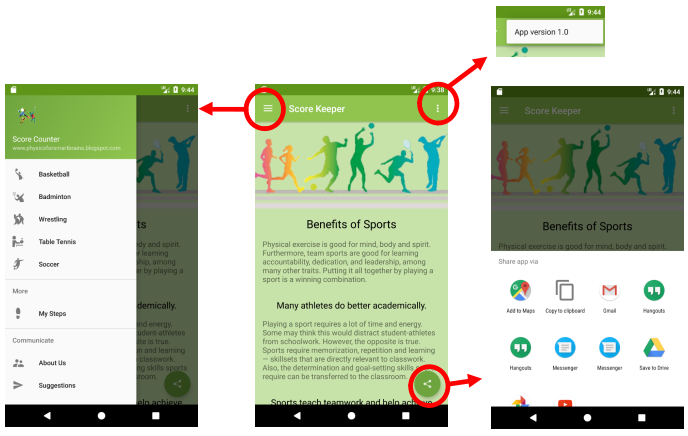 9:44
App version 1.0
9:44
Score Counter
www.physicsforsmartbrains.blogspot.com
Basketball
Badminton
Wrestling
Table Tennis
Soccer
More
My Steps
Communicate
About Us
Suggestions
9:38
Score Keeper
Benefits of Sports
Physical exercise is good for mind, body and spirit.
Furthermore, team sports are good for learning
accountability, dedication, and leadership, among
many other traits. Putting it all together by playing a
sport is a winning combination.
Many athletes do better academically.
Playing a sport requires a lot of time and energy.
Some may think this would distract student-athletes
from schoolwork. However, the opposite is true.
Sports require memorization, repetition and learning
— skillsets that are directly relevant to classwork.
Also, the determination and goal-setting skills
require can be transferred to the classroom.
Sports teach teamwork and help achieve
9:44
Score Keeper
Benefits of Sports
Physical exercise is good for mind, body and spirit.
Share app via
Add to Maps
Copy to clipboard
Gmail
Hangouts
Hangouts
Messenger
Messenger
Save to Drive